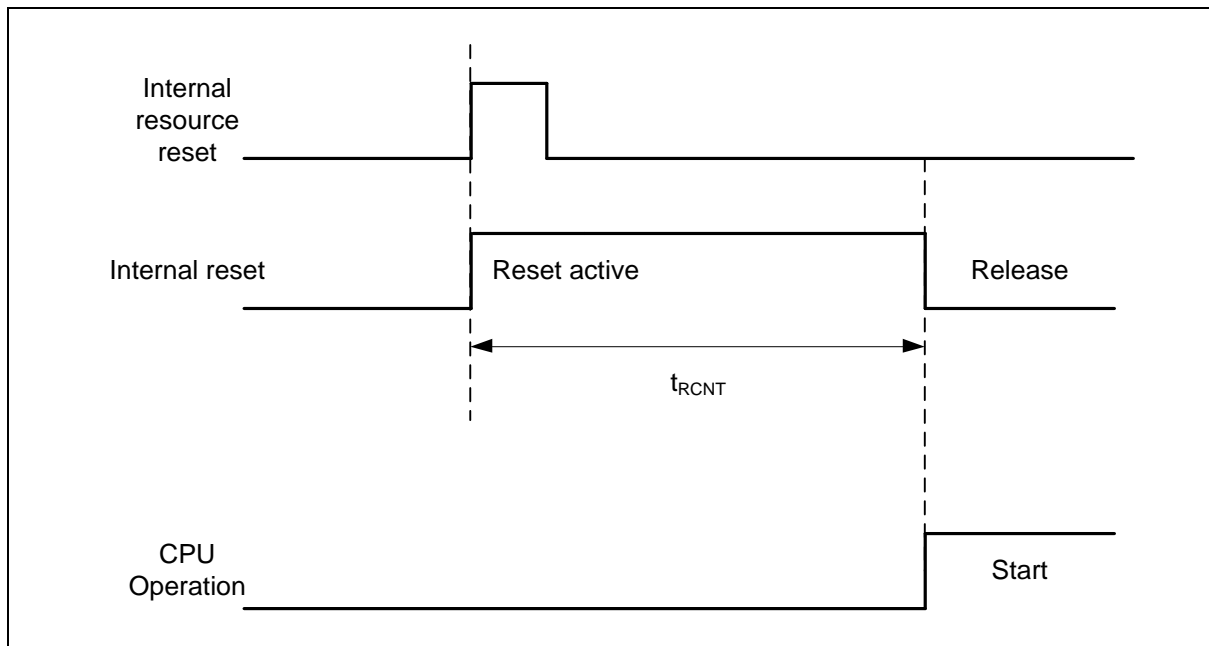 Internal
resource
reset
Internal reset
Reset active
Release
tRCNT
CPU
Operation
Start